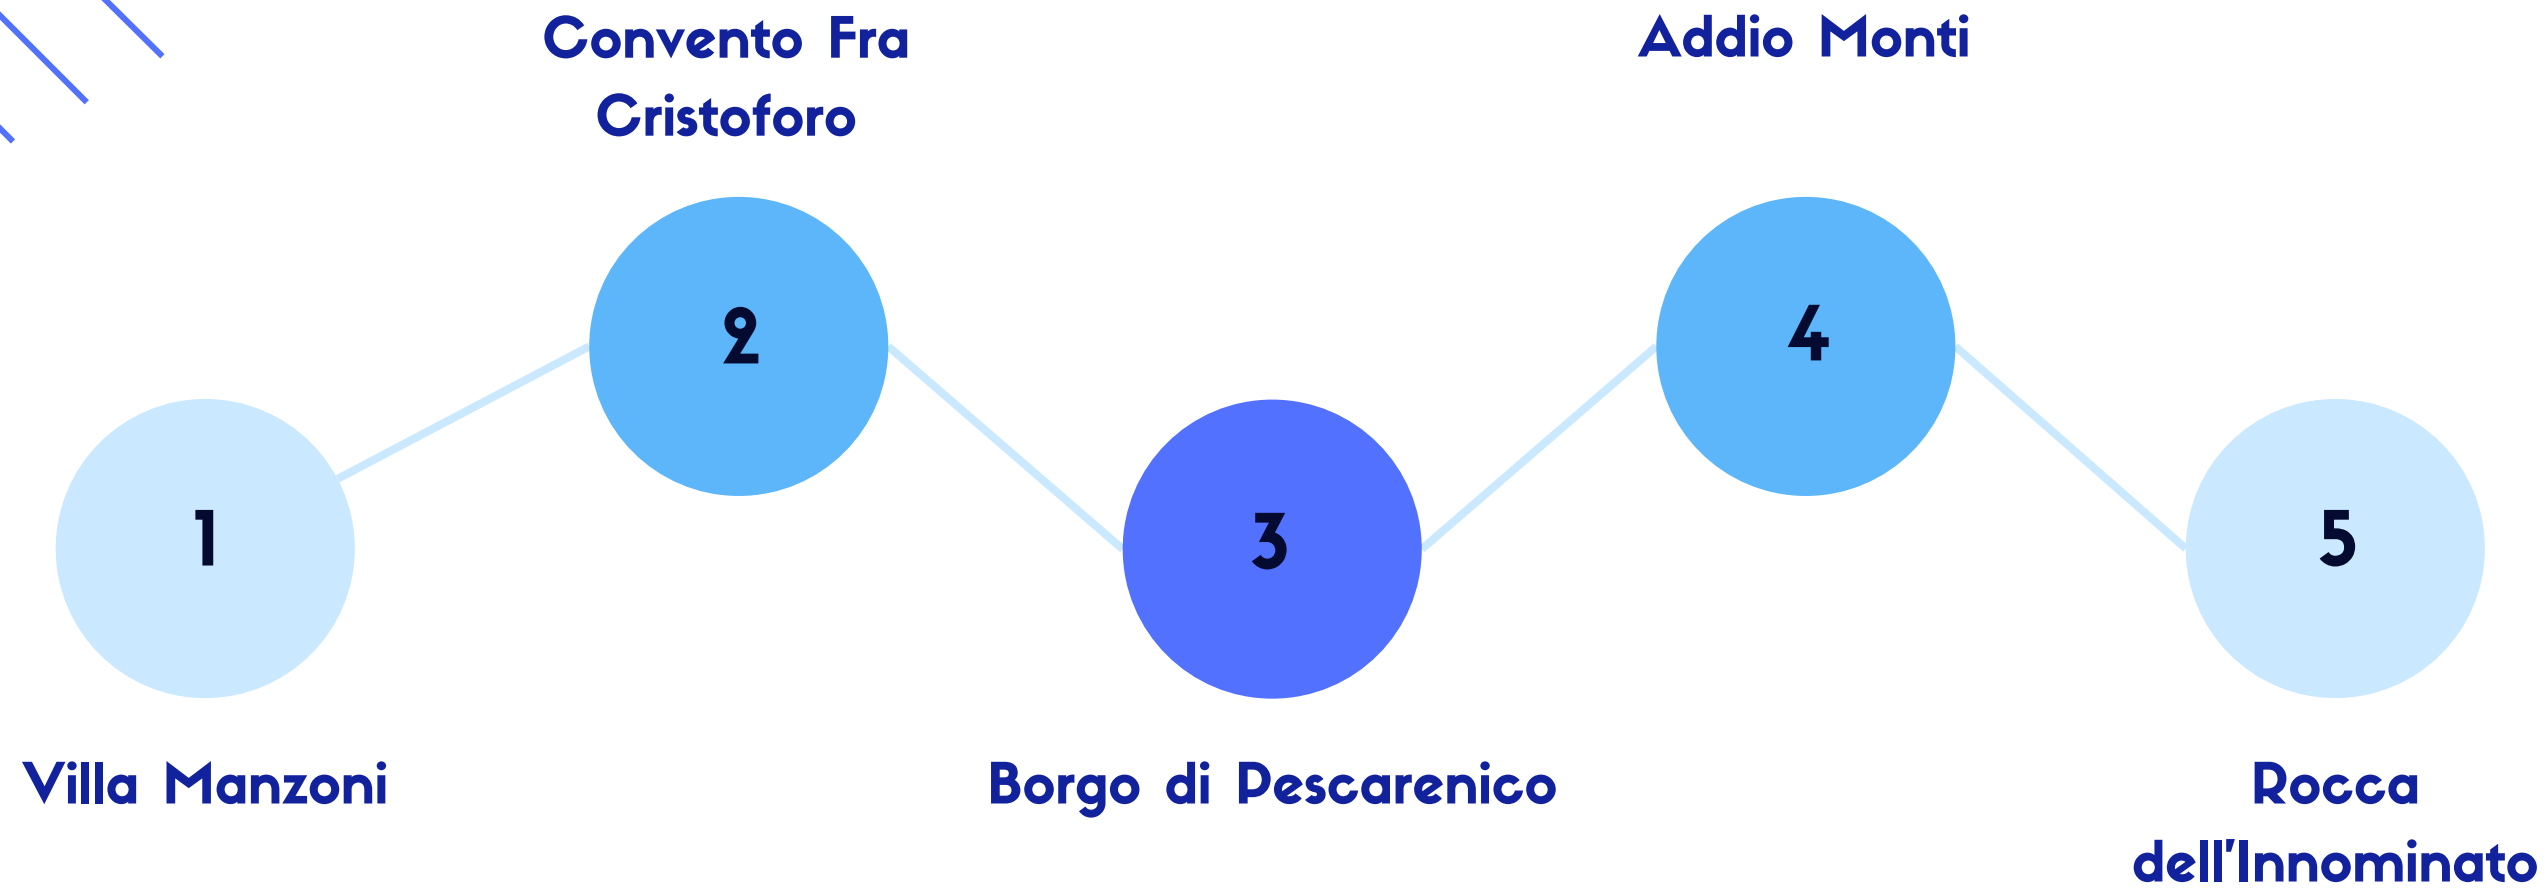 Convento Fra
Cristoforo
Addio Monti
2
4
1
3
5
Villa Manzoni
Borgo di Pescarenico
Rocca
dell'Innominato